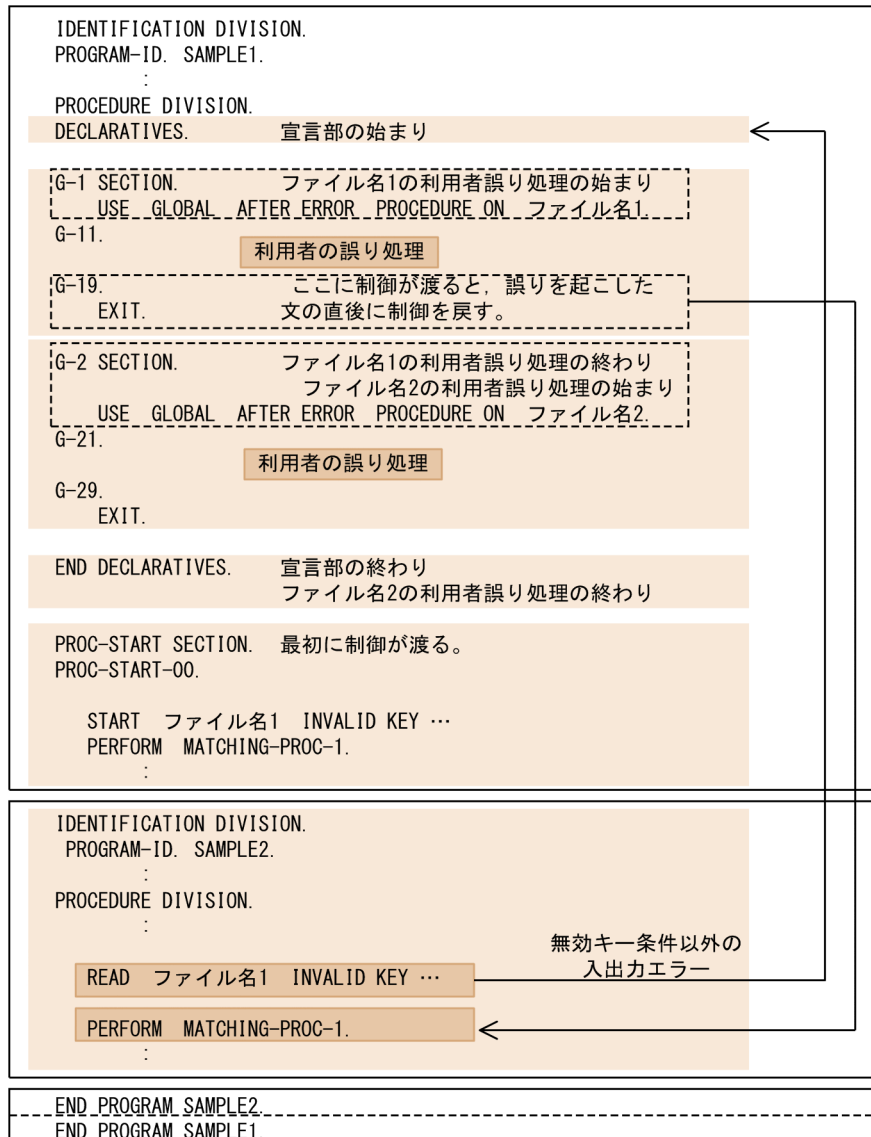 IDENTIFICATION DIVISION.
PROGRAM-ID. SAMPLE1.
:
PROCEDURE DIVISION.
DECLARATIVES. 宣言部の始まり
G-1 SECTION. ファイル名1の利用者誤り処理の始まり
USE GLOBAL AFTER ERROR PROCEDURE ON ファイル名1.
G-11.
利用者の誤り処理
G-19. ここに制御が渡ると，誤りを起こした
EXIT. 文の直後に制御を戻す。
G-2 SECTION. ファイル名1の利用者誤り処理の終わり
ファイル名2の利用者誤り処理の始まり
USE GLOBAL AFTER ERROR PROCEDURE ON ファイル名2.
G-21.
利用者の誤り処理
G-29.
EXIT.
END DECLARATIVES. 宣言部の終わり
ファイル名2の利用者誤り処理の終わり
PROC-START SECTION. 最初に制御が渡る。
PROC-START-00.
START ファイル名1 INVALID KEY …
PERFORM MATCHING-PROC-1.
:
IDENTIFICATION DIVISION.
PROGRAM-ID. SAMPLE2.
:
PROCEDURE DIVISION.
:
無効キー条件以外の
入出力エラー
READ ファイル名1 INVALID KEY …
PERFORM MATCHING-PROC-1.
:
END PROGRAM SAMPLE2.
END PROGRAM SAMPLE1.